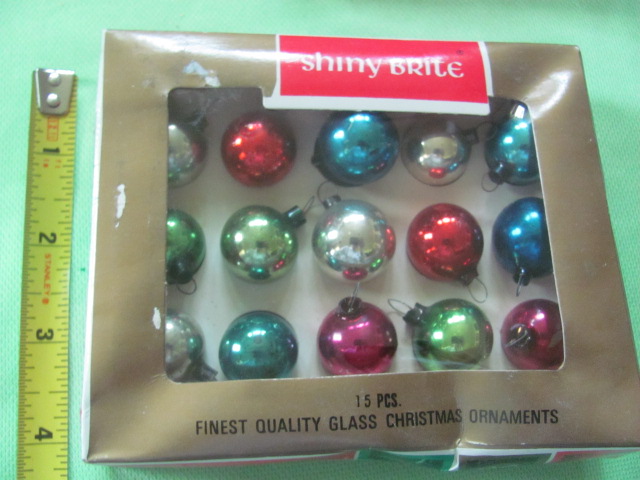 shiny BRITE
15 PCS.
FINEST QUALITY GLASS CHRISTMAS ORNAMENTS
1
2
STANLEY
3
4